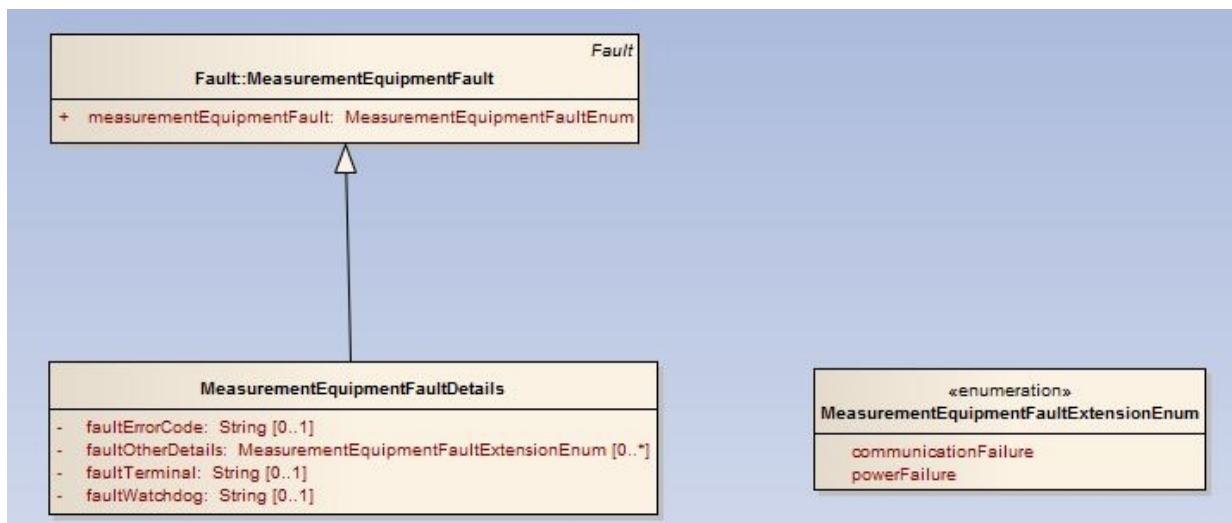 Fault
Fault::MeasurementEquipmentFault
+ measurementEquipmentFault: MeasurementEquipmentFaultEnum
MeasurementEquipmentFaultDetails
- faultErrorCode: String [0..1]
- faultOtherDetails: MeasurementEquipmentFaultExtensionEnum [0..*]
- faultTerminal: String [0..1]
- faultWatchdog: String [0..1]
«enumeration»
MeasurementEquipmentFaultExtensionEnum
communicationFailure
powerFailure